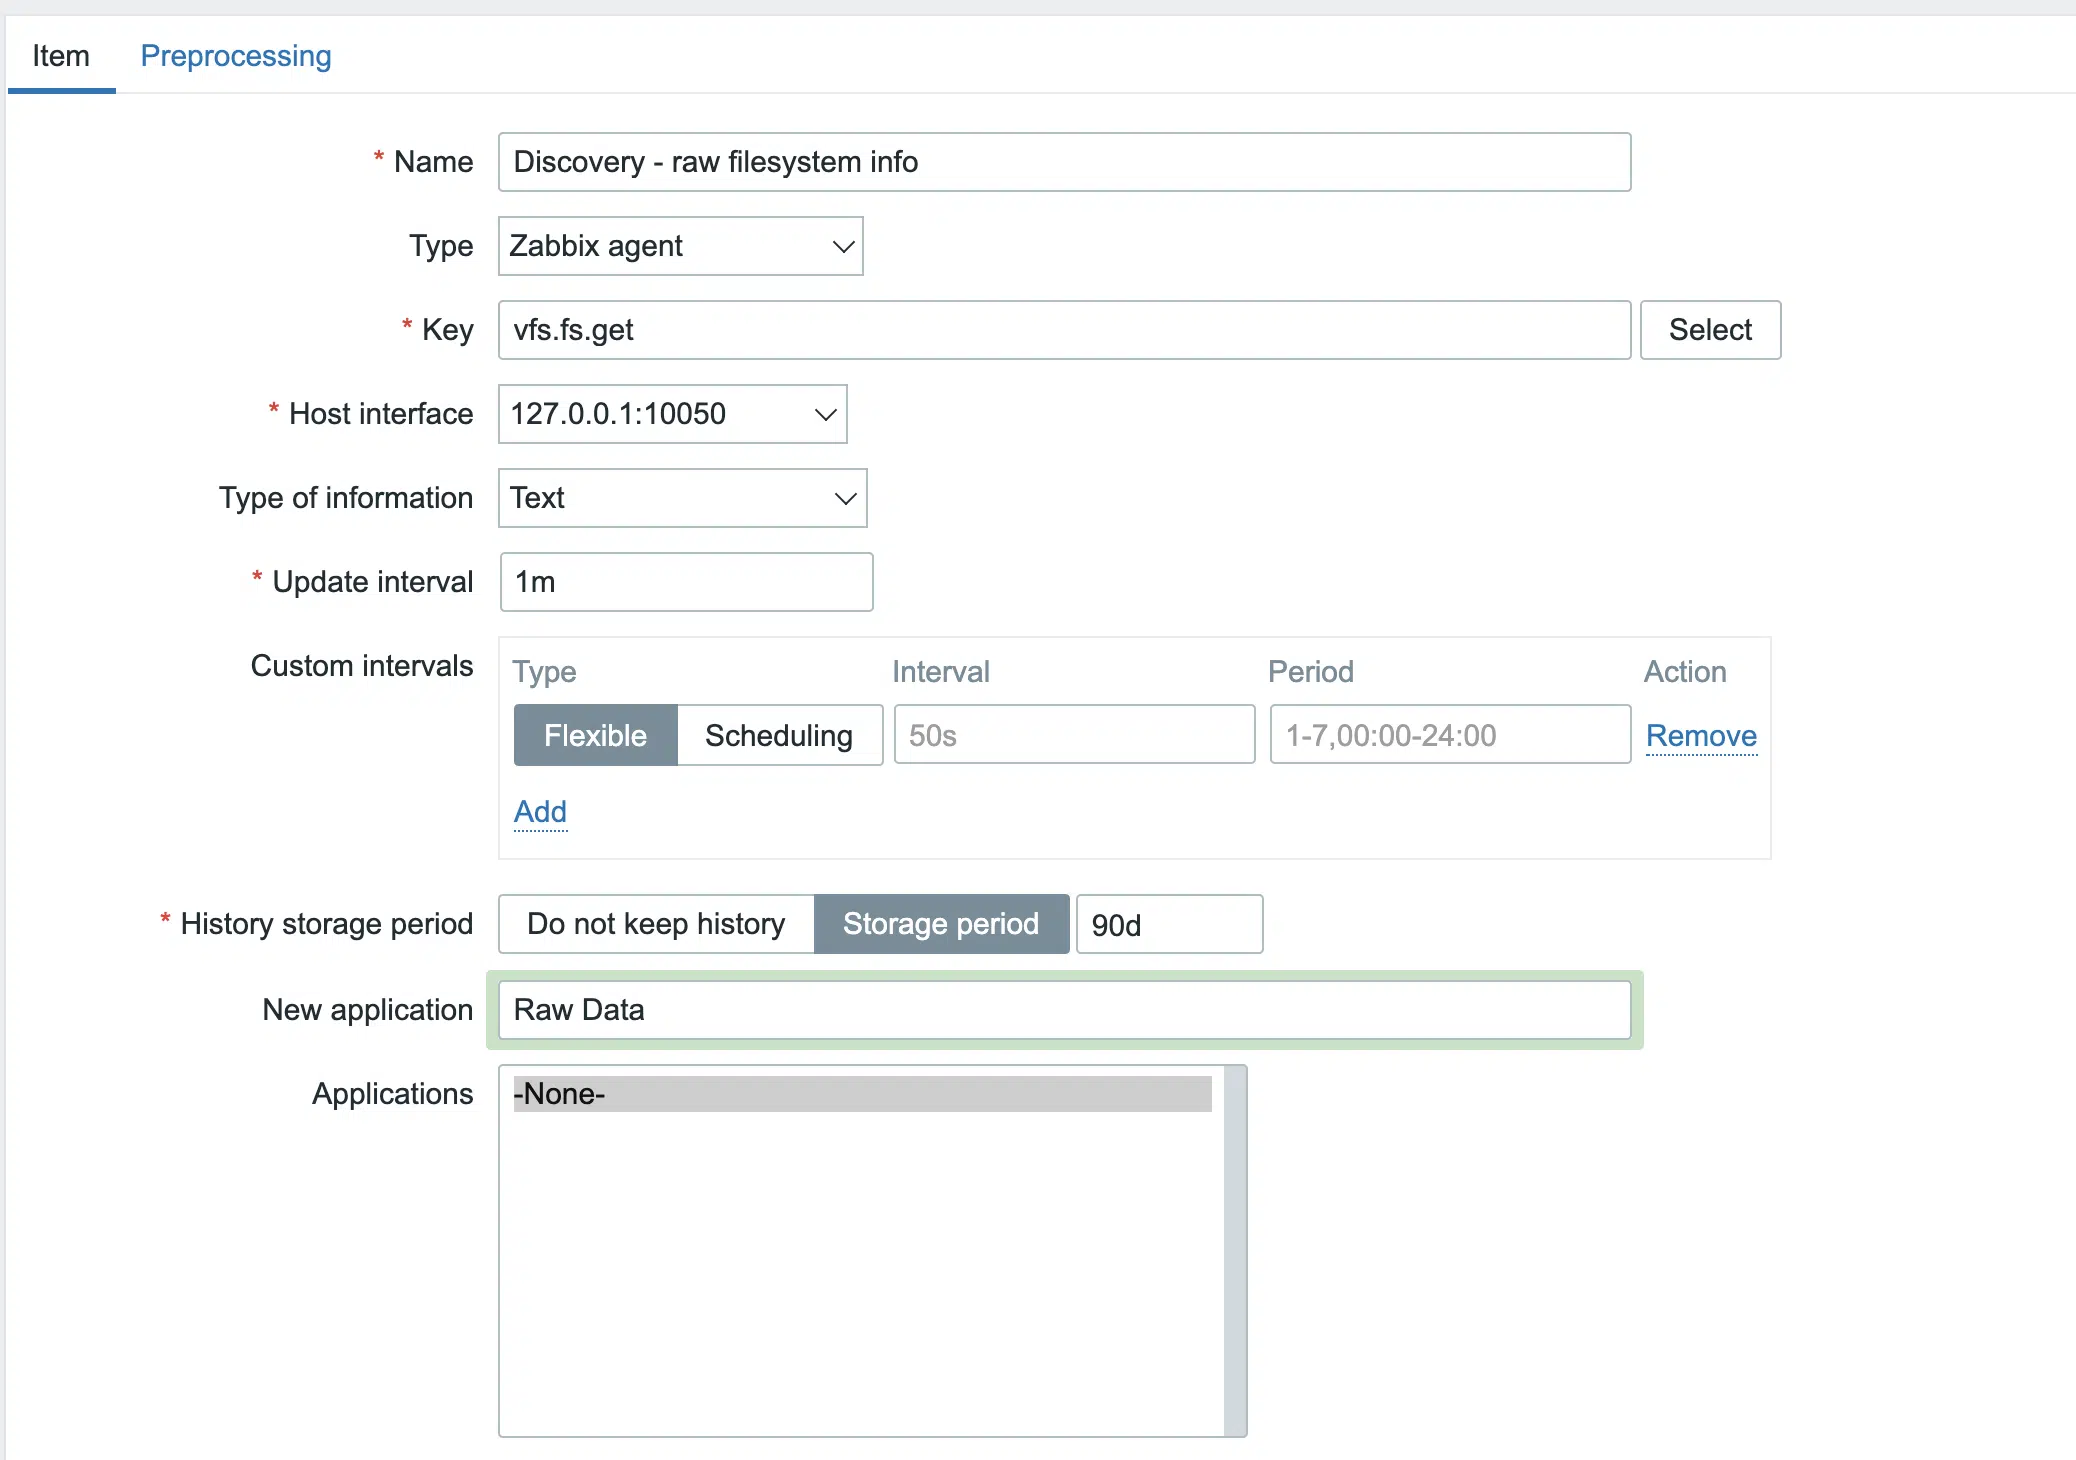 Item Preprocessing
* Name Discovery - raw filesystem info
Type Zabbix agent
* Key vfs.fs.get Select
* Host interface 127.0.0.1:10050
Type of information Text
* Update interval 1m
Custom intervals Type Interval Period Action
Flexible Scheduling 50s 1-7,00:00-24:00 Remove
Add
* History storage period Do not keep history Storage period 90d
New application Raw Data
Applications -None-